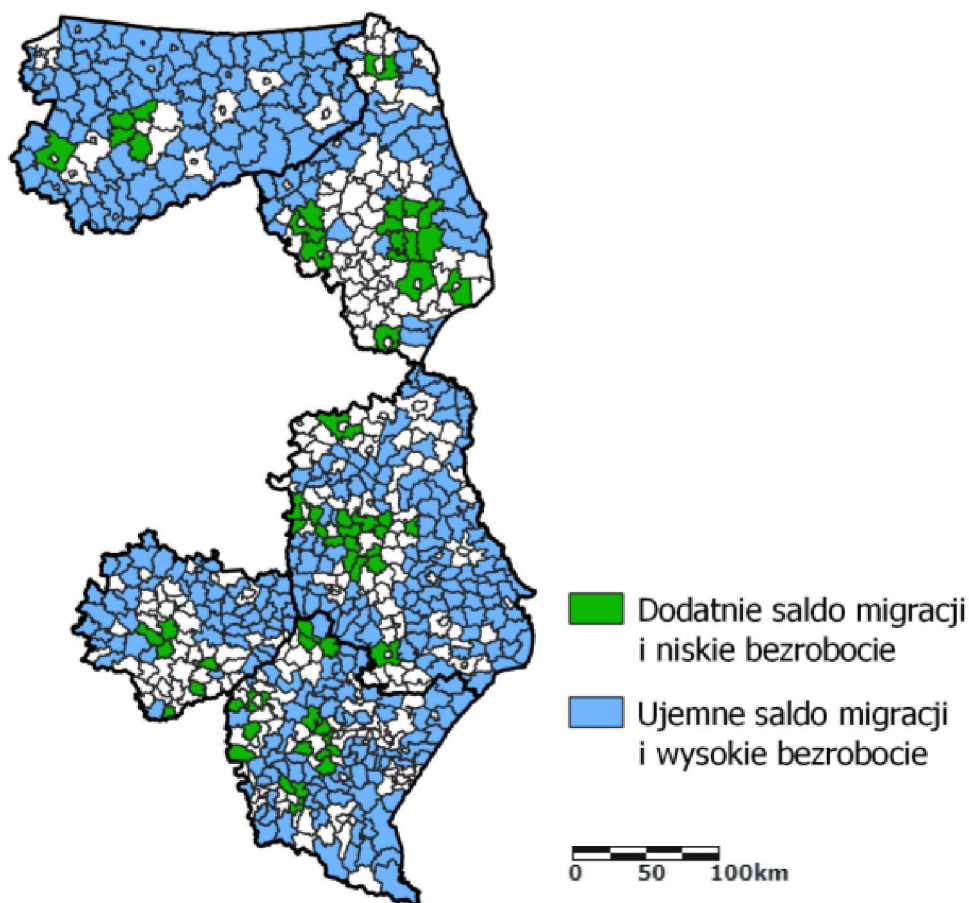 Dodatnie saldo migracji
i niskie bezrobocie
Ujemne saldo migracji
i wysokie bezrobocie
0 50 100km